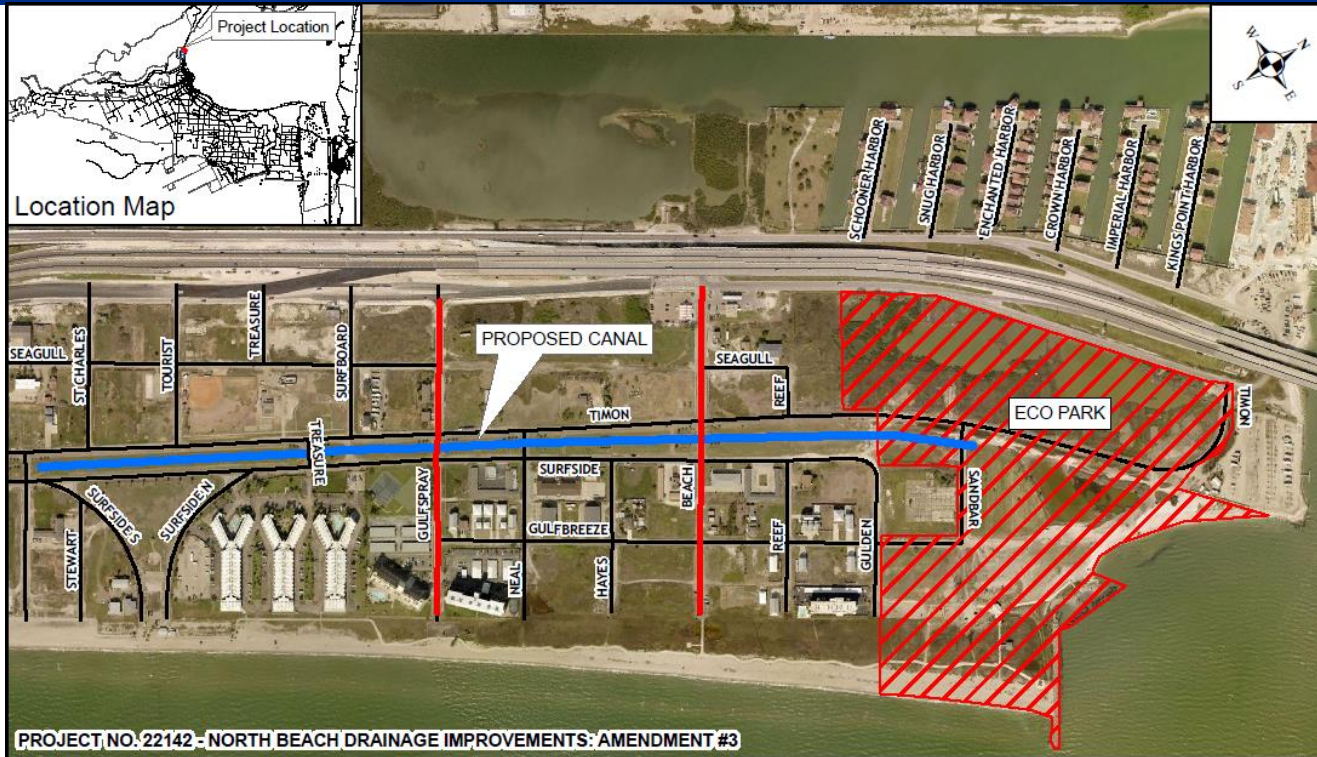 Project Location
Location Map
W
N
S
E
SCHOONER HARBOR
SNUG HARBOR
ENCHANTED HARBOR
CROWN HARBOR
IMPERIAL HARBOR
KINGS POINT HARBOR
SEAGULL
ST.CHARLES
TOURIST
TREASURE
SURFBOARD
PROPOSED CANAL
SEAGULL
REEF
TIMON
TIMON
ECO PARK
TREASURE
SURFSIDE S
SURFSIDE N
STEWART
GULFSPRAY
SURFSIDE
GULFBREEZE
NEAL
HAYES
BEACH
REEF
GULDEN
SANDBAR
PROJECT NO. 22142 - NORTH BEACH DRAINAGE IMPROVEMENTS: AMENDMENT #3